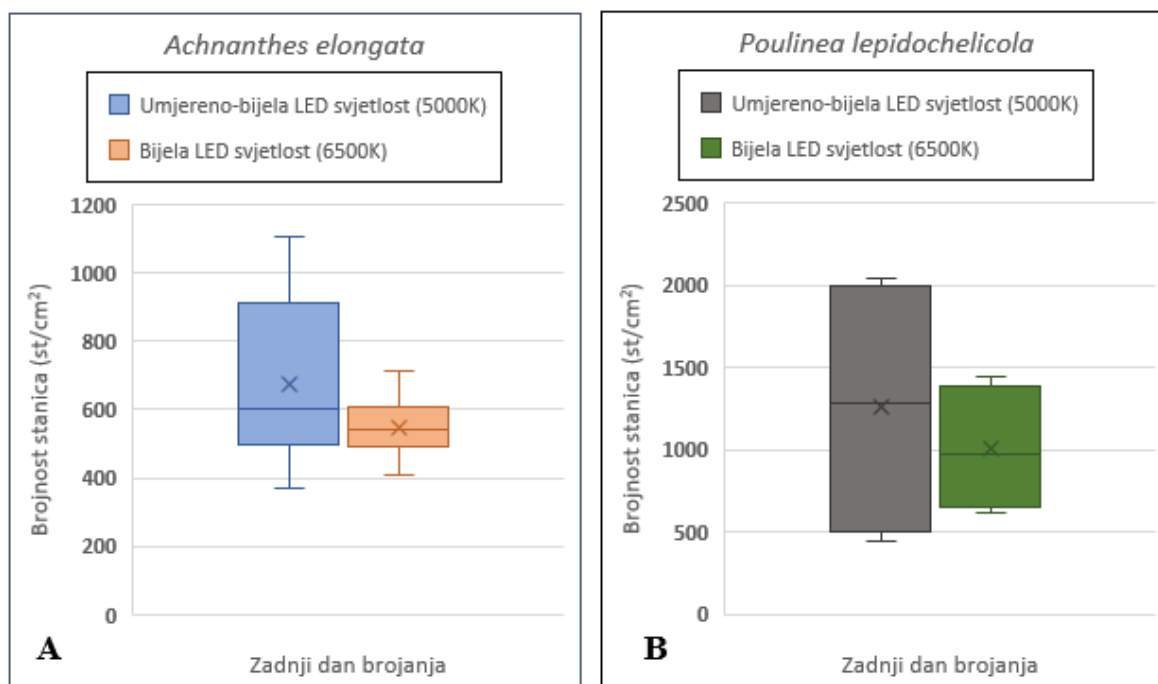 Achnanthes elongata
Umjereno-bijela LED svjetlost (5000K)
Bijela LED svjetlost (6500K)
1200
1000
800
600
400
200
0
Brojnost stanica (st/cm²)
Zadnji dan brojanja
A
Poulinea lepidochelicola
Umjereno-bijela LED svjetlost (5000K)
Bijela LED svjetlost (6500K)
2500
2000
1500
1000
500
0
Brojnost stanica (st/cm²)
Zadnji dan brojanja
B